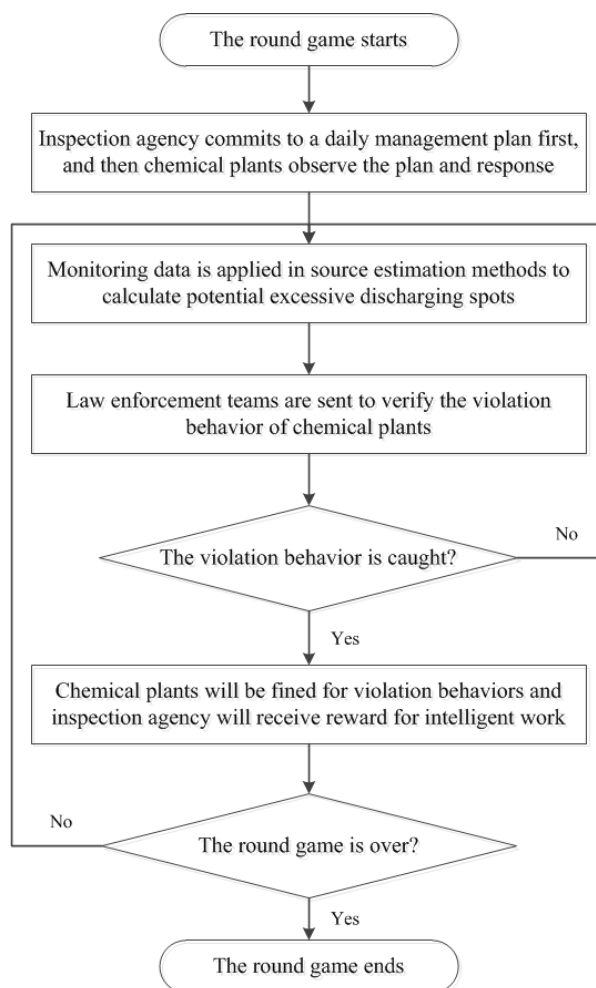 The round game starts
Inspection agency commits to a daily management plan first,
and then chemical plants observe the plan and response
Monitoring data is applied in source estimation methods to
calculate potential excessive discharging spots
Law enforcement teams are sent to verify the violation
behavior of chemical plants
The violation behavior is caught?
No
Yes
Chemical plants will be fined for violation behaviors and
inspection agency will receive reward for intelligent work
No
The round game is over?
Yes
The round game ends